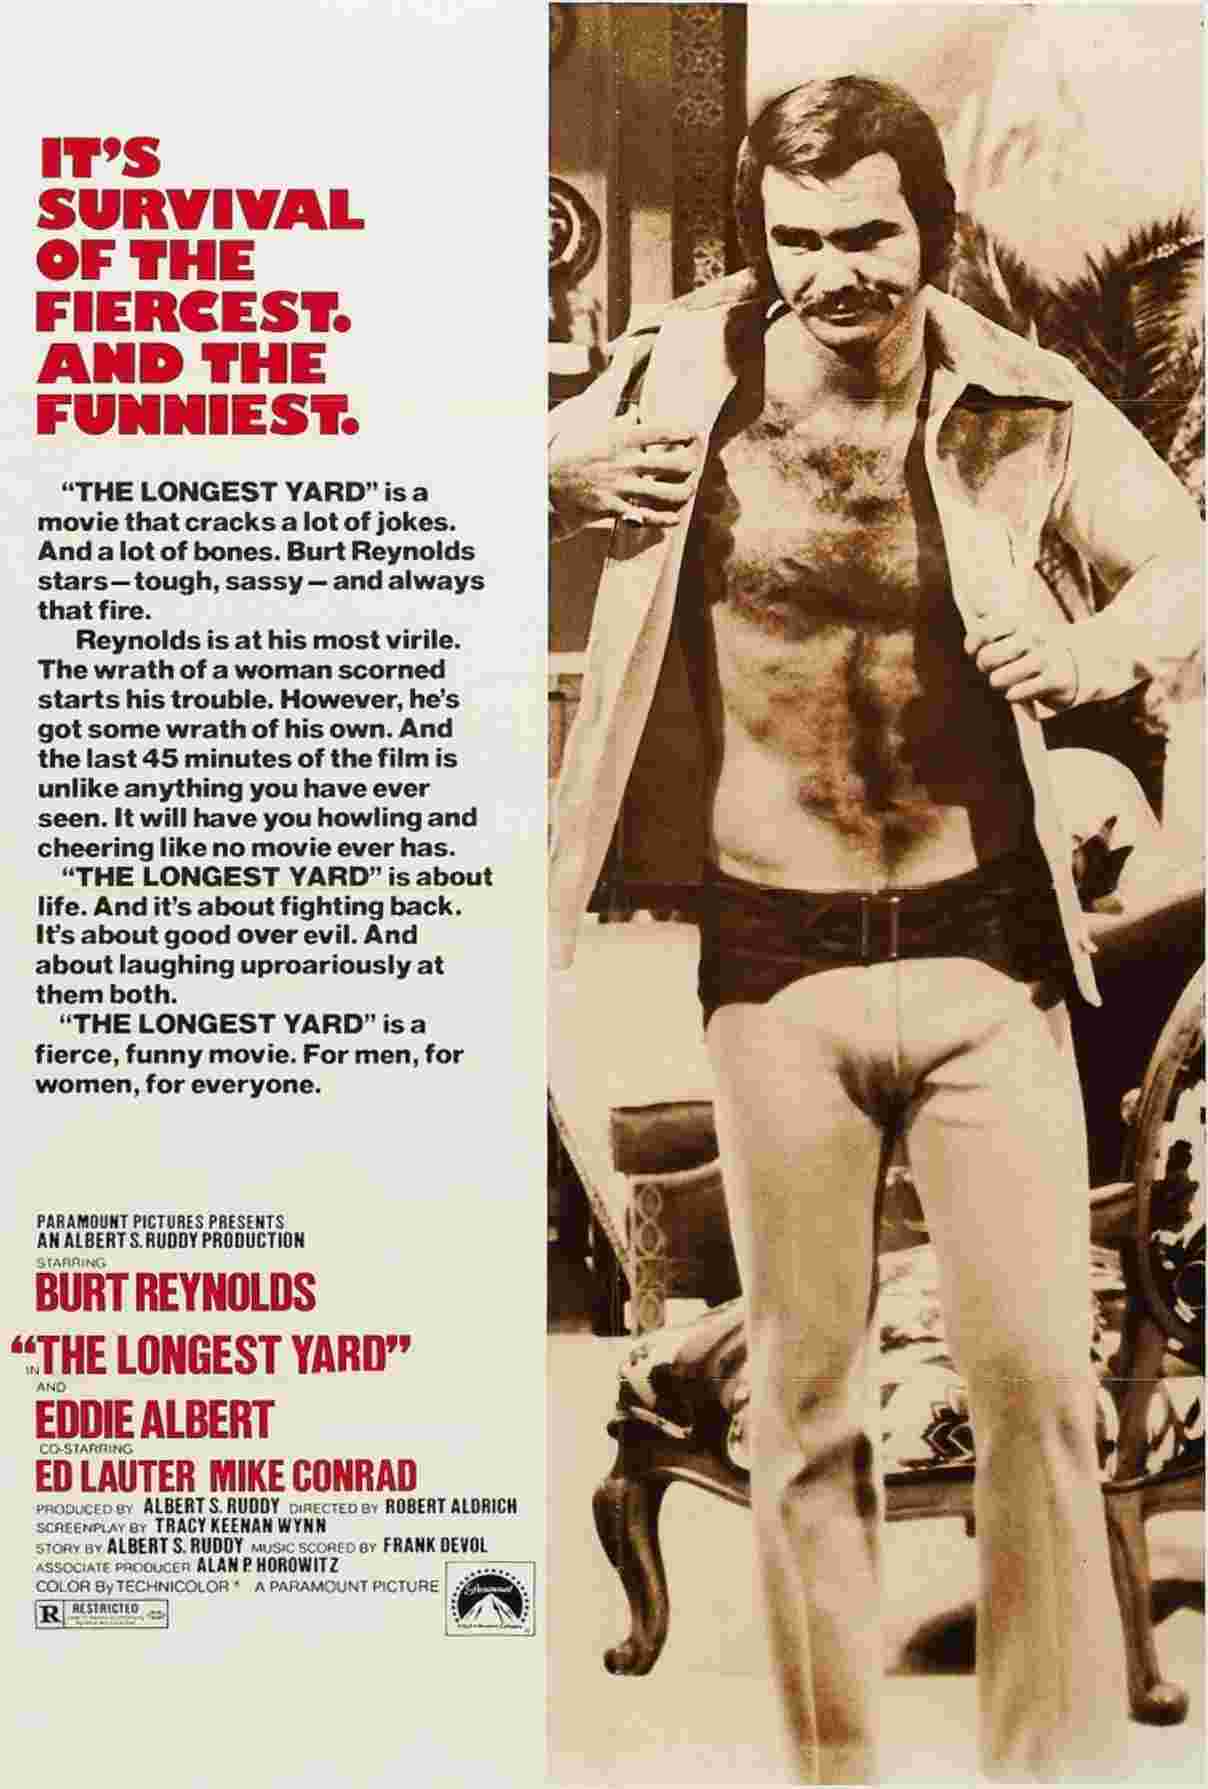 IT'S
SURVIVAL
OF THE
FIERCEST.
AND THE
FUNNIEST.
“THE LONGEST YARD” is a
movie that cracks a lot of jokes.
And a lot of bones. Burt Reynolds
stars—tough, sassy—and always
that fire.
Reynolds is at his most virile.
The wrath of a woman scorned
starts his trouble. However, he's
got some wrath of his own. And
the last 45 minutes of the film is
unlike anything you have ever
seen. It will have you howling and
cheering like no movie ever has.
“THE LONGEST YARD” is about
life. And it's about fighting back.
It's about good over evil. And
about laughing uproariously at
them both.
“THE LONGEST YARD” is a
fierce, funny movie. For men, for
women, for everyone.
PARAMOUNT PICTURES PRESENTS
AN ALBERT S. RUDDY PRODUCTION
STARRING
BURT REYNOLDS
IN “THE LONGEST YARD”
AND
EDDIE ALBERT
CO-STARRING
ED LAUTER MIKE CONRAD
PRODUCED BY ALBERT S. RUDDY DIRECTED BY ROBERT ALDRICH
SCREENPLAY BY TRACY KEENAN WYNN
STORY BY ALBERT S. RUDDY MUSIC SCORED BY FRANK DEVOL
ASSOCIATE PRODUCER ALAN P. HOROWITZ
COLOR By TECHNICOLOR® A PARAMOUNT PICTURE
R RESTRICTED
Paramount